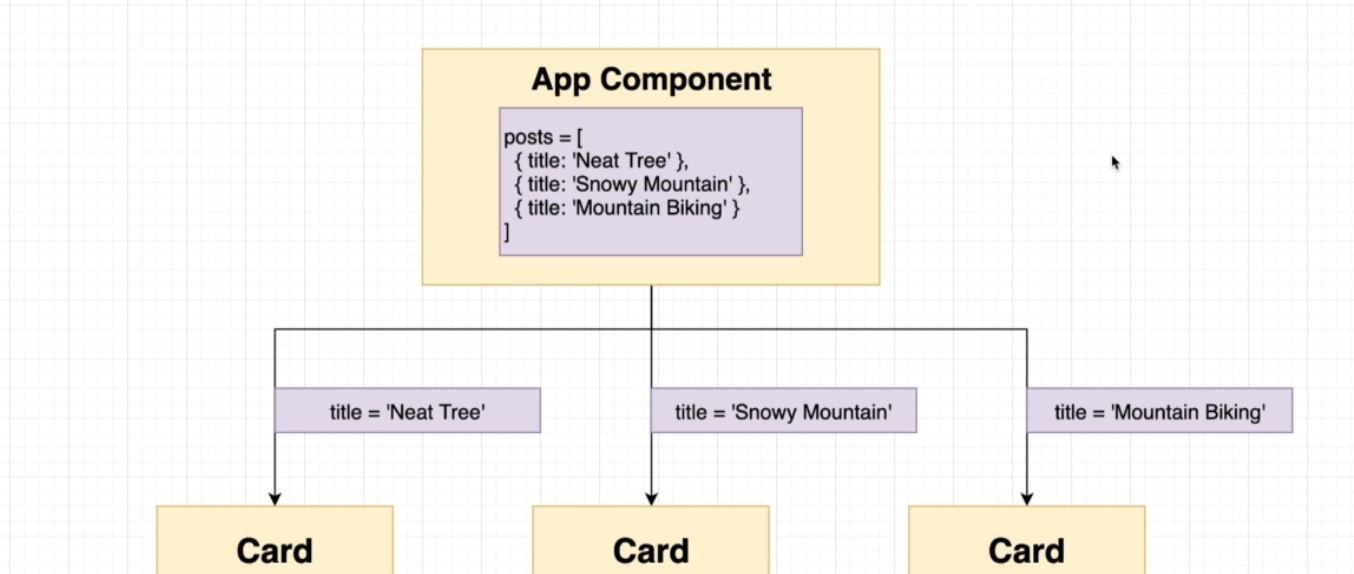 App Component
posts = [
{ title: 'Neat Tree' },
{ title: 'Snowy Mountain' },
{ title: 'Mountain Biking' }
]
title = 'Neat Tree'
title = 'Snowy Mountain'
title = 'Mountain Biking'
Card
Card
Card